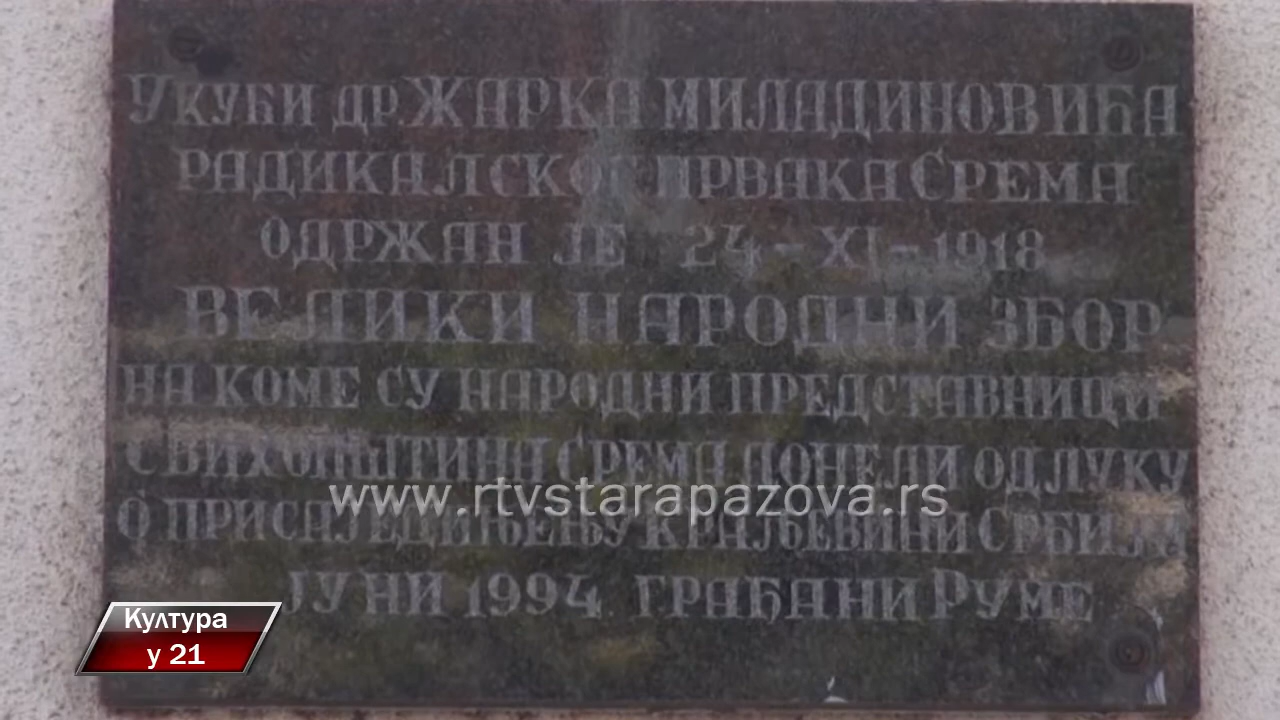 У КУЋИ ДР. ЖАРКА МИЛАДИНОВИЋА
РАДИКАЛСКОГ ПРВАКА СРЕМА
ОДРЖАН ЈЕ 24 - XI - 1918
ВЕЛИКИ НАРОДНИ ЗБОР
НА КОМЕ СУ НАРОДНИ ПРЕДСТАВНИЦИ
СВИХ ОПШТИНА СРЕМА ДОНЕЛИ ОДЛУКУ
О ПРИСАЈЕДИЊЕЊУ КРАЉЕВИНИ СРБИЈИ
ЈУНИ 1994 ГРАЂАНИ РУМЕ
www.rtvstarapazova.rs
Култура
у 21